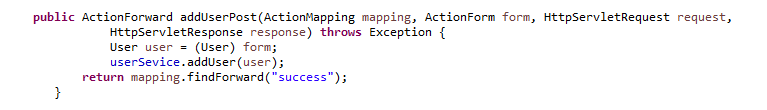 public ActionForward addUserPost(ActionMapping mapping, ActionForm form, HttpServletRequest request,
HttpServletResponse response) throws Exception {
User user = (User) form;
userSevice.addUser(user);
return mapping.findForward("success");
}